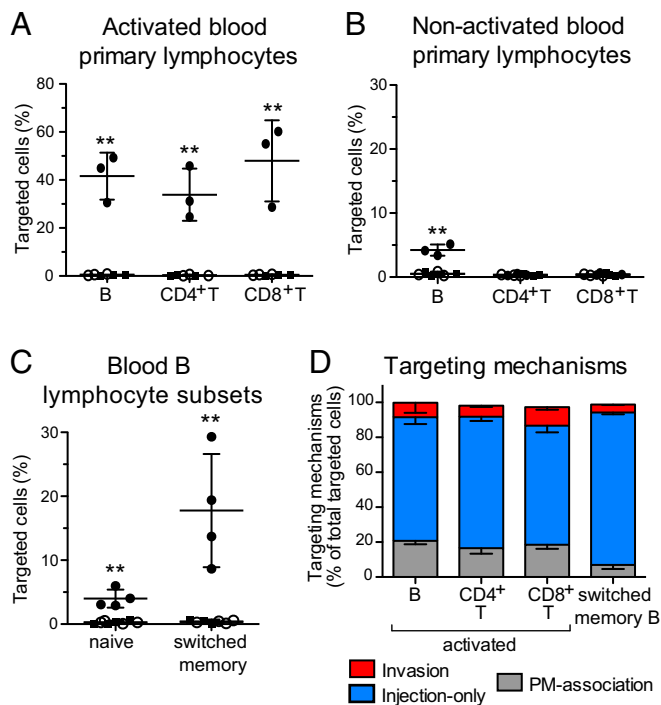 A
Activated blood
primary lymphocytes
Targeted cells (%)
80
60
40
20
0
**
**
**
B
CD4+T
CD8+T
B
Non-activated blood
primary lymphocytes
Targeted cells (%)
30
20
10
0
**
B
CD4+T
CD8+T
C
Blood B
lymphocyte subsets
Targeted cells (%)
30
20
10
0
**
**
naive
switched
memory
D
Targeting mechanisms
Targeting mechanisms
(% of total targeted cells)
100
80
60
40
20
0
B
CD4+
T
CD8+
T
switched
memory B
activated
Invasion
Injection-only
PM-association